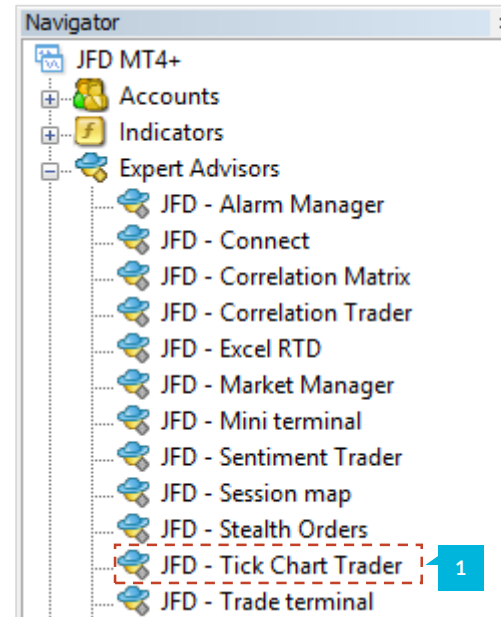 Navigator
JFD MT4+
Accounts
Indicators
Expert Advisors
JFD - Alarm Manager
JFD - Connect
JFD - Correlation Matrix
JFD - Correlation Trader
JFD - Excel RTD
JFD - Market Manager
JFD - Mini terminal
JFD - Sentiment Trader
JFD - Session map
JFD - Stealth Orders
JFD - Tick Chart Trader 1
JFD - Trade terminal